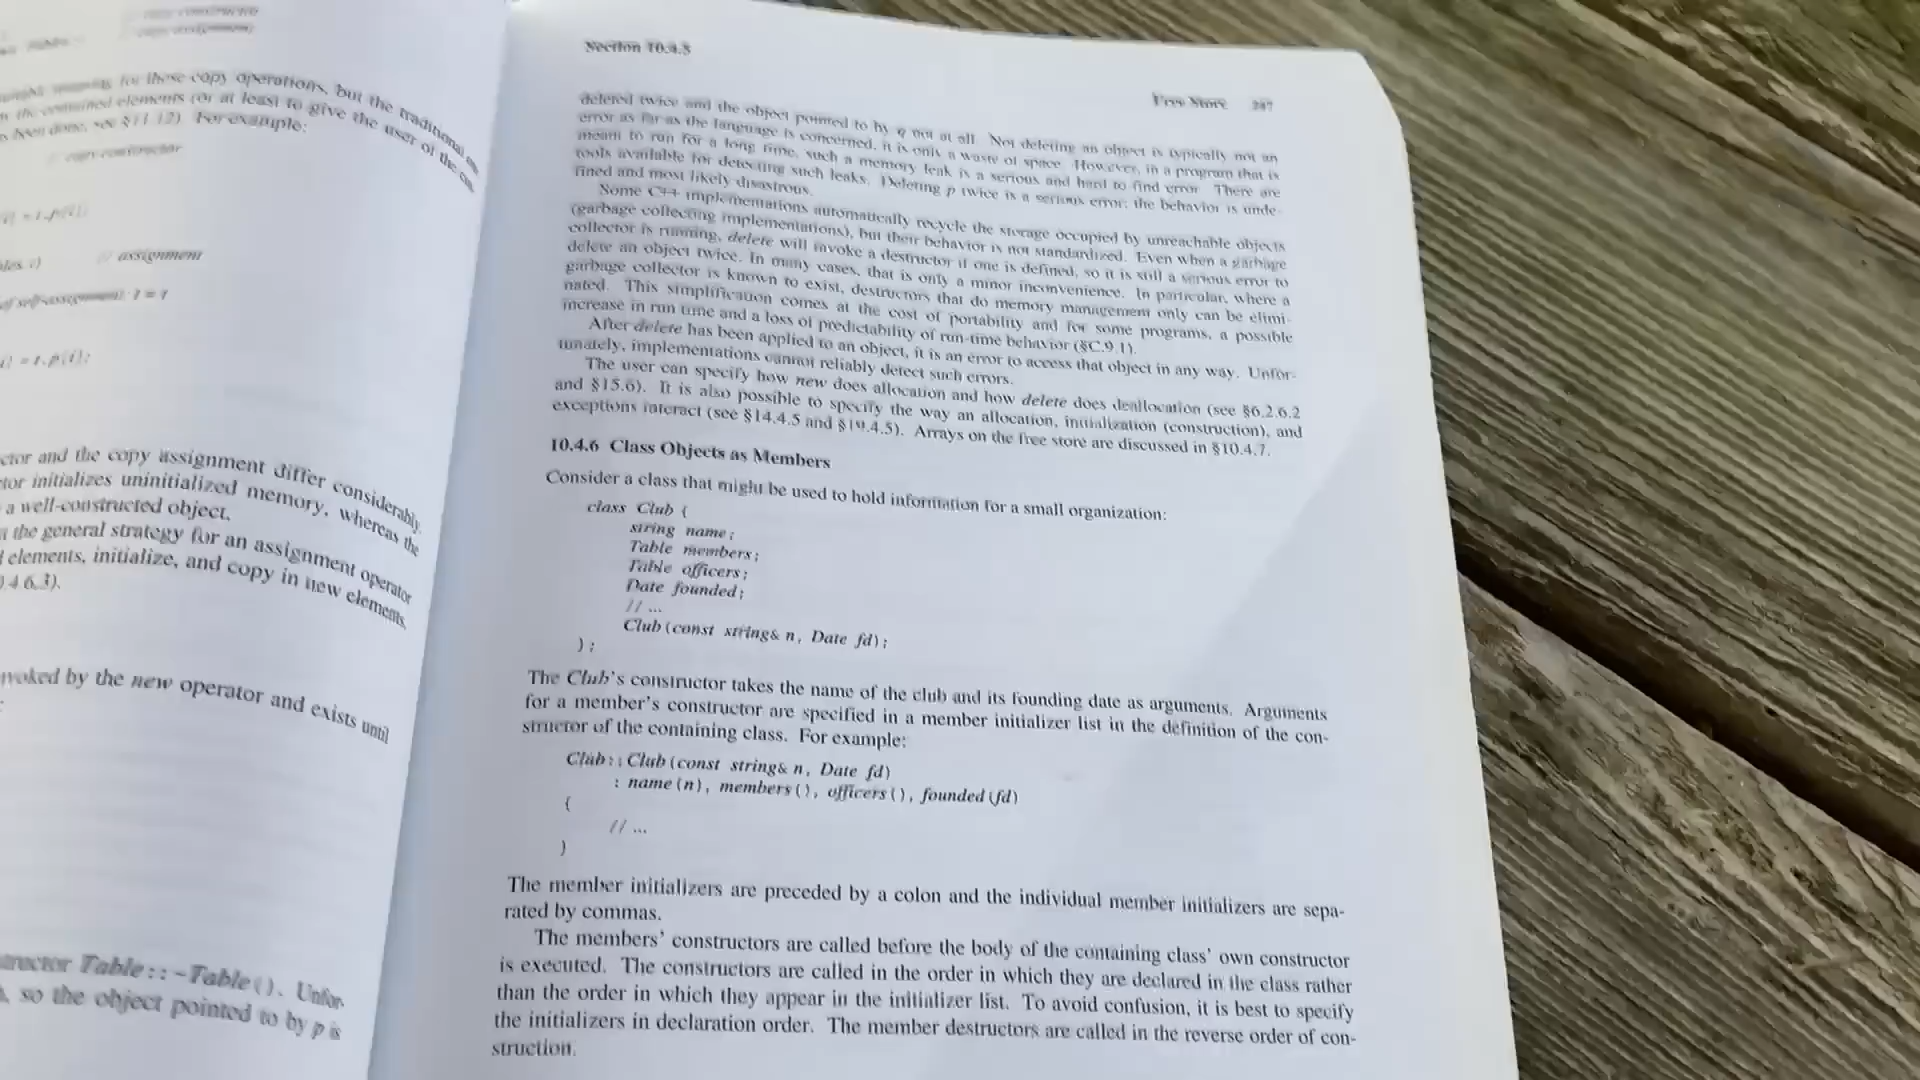 copy operations, but the traditional
elements (or at least to give the user of the
been done, see §11.12). For example:
// copy constructor
// assignment
ctor and the copy assignment differ considerably.
tor initializes uninitialized memory, whereas the
a well-constructed object.
the general strategy for an assignment operator
elements, initialize, and copy in new elements,
.4.6.3).
nvoked by the new operator and exists until
:
tructor Table::~Table(). Unfor-
, so the object pointed to by p is
Section 10.4.5
Free Store 247
deleted twice and the object pointed to by q not at all. Not deleting an object is typically not an
error as far as the language is concerned, it is only a waste of space. However, in a program that is
meant to run for a long time, such a memory leak is a serious and hard to find error. There are
tools available for detecting such leaks. Deleting p twice is a serious error; the behavior is unde-
fined and most likely disastrous.
Some C++ implementations automatically recycle the storage occupied by unreachable objects
(garbage collecting implementations), but their behavior is not standardized. Even when a garbage
collector is running, delete will invoke a destructor if one is defined, so it is still a serious error to
delete an object twice. In many cases, that is only a minor inconvenience. In particular, where a
garbage collector is known to exist, destructors that do memory management only can be elimi-
nated. This simplification comes at the cost of portability and for some programs, a possible
increase in run time and a loss of predictability of run-time behavior (§C.9.1).
After delete has been applied to an object, it is an error to access that object in any way. Unfor-
tunately, implementations cannot reliably detect such errors.
The user can specify how new does allocation and how delete does deallocation (see §6.2.6.2
and §15.6). It is also possible to specify the way an allocation, initialization (construction), and
exceptions interact (see §14.4.5 and §19.4.5). Arrays on the free store are discussed in §10.4.7.
10.4.6 Class Objects as Members
Consider a class that might be used to hold information for a small organization:
class Club {
string name;
Table members;
Table officers;
Date founded;
// ...
Club(const string& n, Date fd);
};
The Club's constructor takes the name of the club and its founding date as arguments. Arguments
for a member's constructor are specified in a member initializer list in the definition of the con-
structor of the containing class. For example:
Club::Club(const string& n, Date fd)
: name(n), members(), officers(), founded(fd)
{
// ...
}
The member initializers are preceded by a colon and the individual member initializers are sepa-
rated by commas.
The members' constructors are called before the body of the containing class' own constructor
is executed. The constructors are called in the order in which they are declared in the class rather
than the order in which they appear in the initializer list. To avoid confusion, it is best to specify
the initializers in declaration order. The member destructors are called in the reverse order of con-
struction.